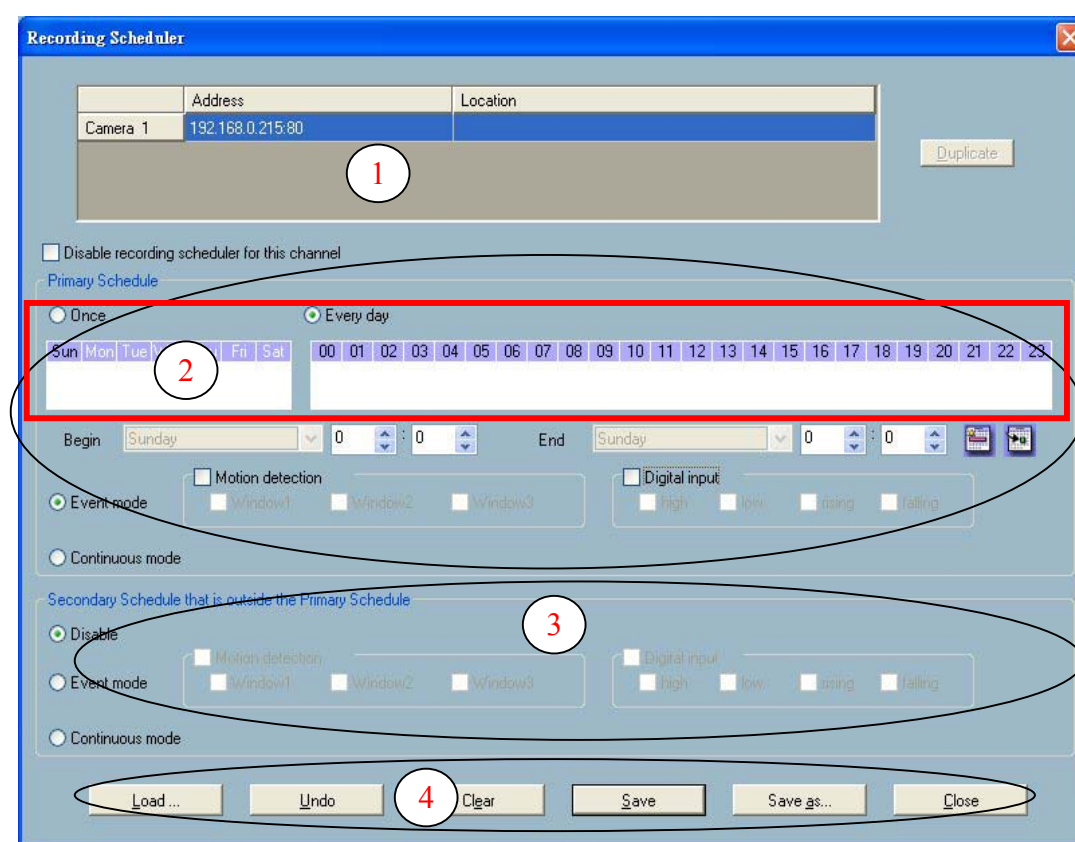 Recording Scheduler
Address Location
Camera 1 192.168.0.215:80
1
Duplicate
Disable recording scheduler for this channel
Primary Schedule
Once Every day
Sun Mon Tue Fri Sat 00 01 02 03 04 05 06 07 08 09 10 11 12 13 14 15 16 17 18 19 20 21 22 23
2
Begin Sunday 0 : 0 End Sunday 0 : 0
Motion detection Digital input
Event mode Window1 Window2 Window3 high low rising falling
Continuous mode
Secondary Schedule that is outside the Primary Schedule
3
Disable
Motion detection Digital input
Event mode Window1 Window2 Window3 high low rising falling
Continuous mode
Load ... Undo 4 Clear Save Save as... Close